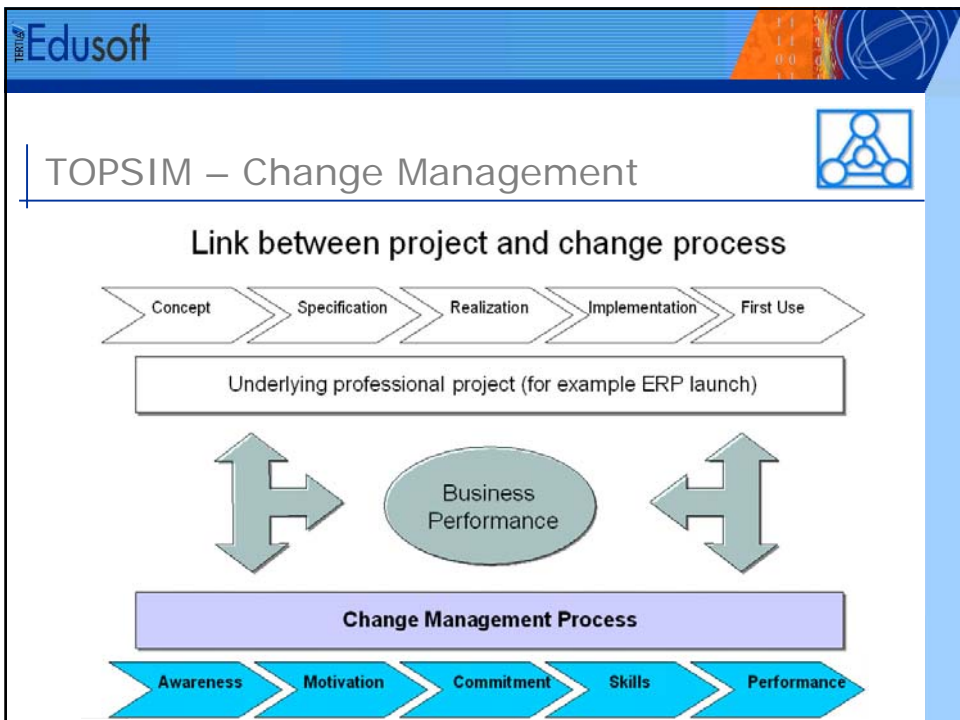 TERTIA Edusoft
TOPSIM – Change Management
Link between project and change process
Concept Specification Realization Implementation First Use
Underlying professional project (for example ERP launch)
Business
Performance
Change Management Process
Awareness Motivation Commitment Skills Performance